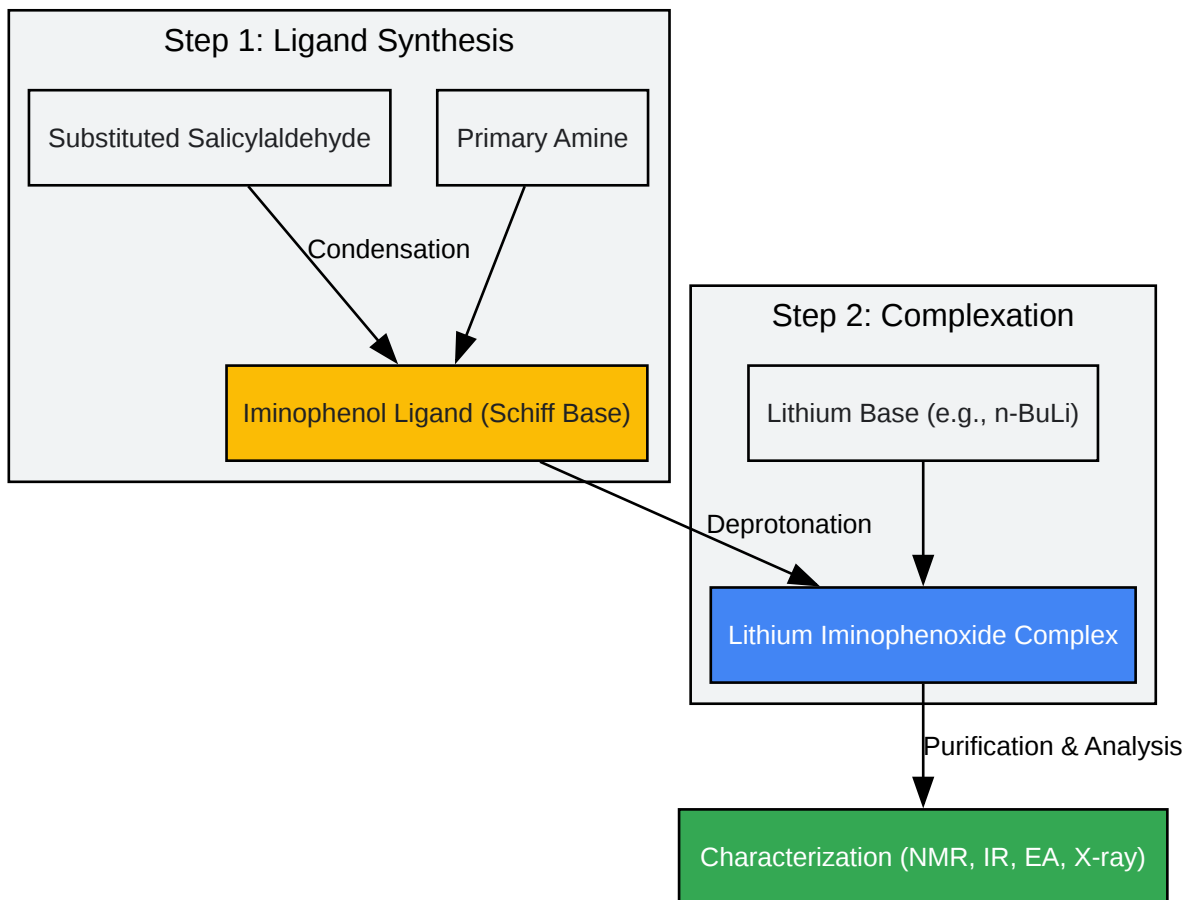 Step 1: Ligand Synthesis
Substituted Salicylaldehyde
Primary Amine
Condensation
Iminophenol Ligand (Schiff Base)
Step 2: Complexation
Lithium Base (e.g., n-BuLi)
Deprotonation
Lithium Iminophenoxide Complex
Purification & Analysis
Characterization (NMR, IR, EA, X-ray)